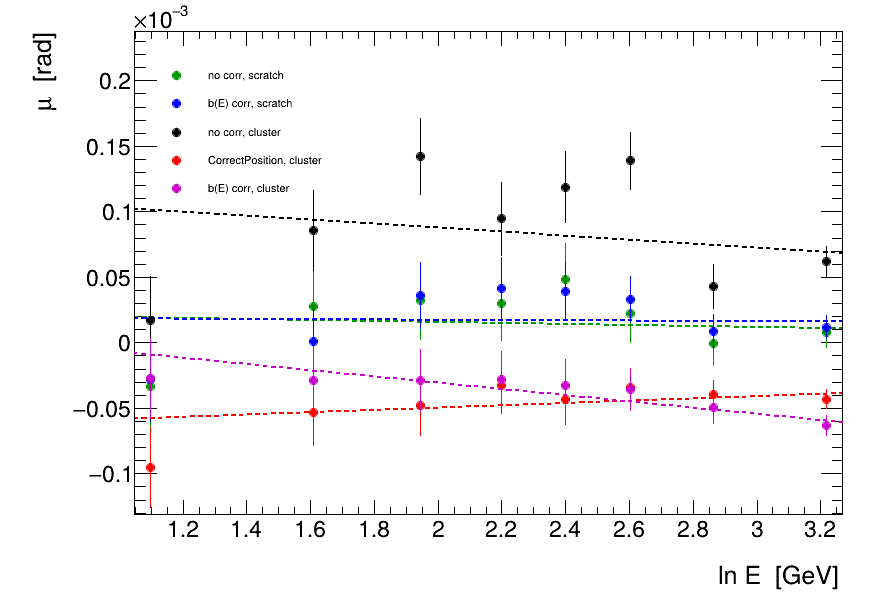 ×10⁻³
μ [rad]
0.2
0.15
0.1
0.05
0
−0.05
−0.1
no corr, scratch
b(E) corr, scratch
no corr, cluster
CorrectPosition, cluster
b(E) corr, cluster
1.2 1.4 1.6 1.8 2 2.2 2.4 2.6 2.8 3 3.2
ln E [GeV]